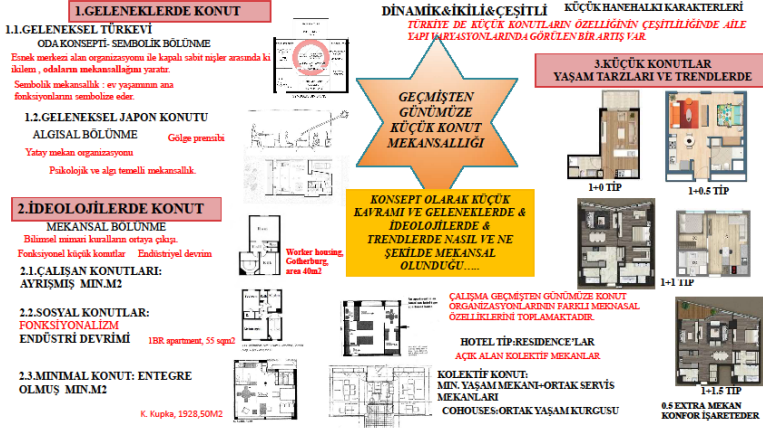 1.GELENEKLERDE KONUT
1.1.GELENEKSEL TÜRKEVİ
ODA KONSEPTİ- SEMBOLİK BÖLÜNME
Esnek merkezi alan organizasyonu ile kapalı sabit nişler arasında ki
ikilem , odaların mekansallağını yaratır.
Sembolik mekansallık : ev yaşamının ana
fonksiyonlarını sembolize eder.
1.2.GELENEKSEL JAPON KONUTU
ALGISAL BÖLÜNME
Gölge prensibi
Yatay mekan organizasyonu
Psikolojik ve algı temelli mekansallık.
2.İDEOLOJİLERDE KONUT
MEKANSAL BÖLÜNME
Bilimsel mimari kuralların ortaya çıkışı.
Fonksiyonel küçük konutlar Endüstriyel devrim
2.1.ÇALIŞAN KONUTLARI:
AYRIŞMIŞ MIN.M2
Worker housing,
Gotherburg,
area 40m2
2.2.SOSYAL KONUTLAR:
FONKSİYONALİZM
ENDÜSTRİ DEVRİMİ
1BR apartment, 55 sqm2
2.3.MINIMAL KONUT: ENTEGRE
OLMUŞ MIN.M2
K. Kupka, 1928,50M2
DİNAMİK&İKİLİ&ÇEŞİTLİ
KÜÇÜK HANEHALKI KARAKTERLERİ
TÜRKİYE DE KÜÇÜK KONUTLARIN ÖZELLİĞİNİN ÇEŞİTLİLİĞİNDE AİLE
YAPI VARYASYONLARINDA GÖRÜLEN BİR ARTIŞ VAR.
GEÇMİŞTEN
GÜNÜMÜZE
KÜÇÜK KONUT
MEKANSALLIĞI
KONSEPT OLARAK KÜÇÜK
KAVRAMI VE GELENEKLERDE &
İDEOLOJİLERDE &
TRENDLERDE NASIL VE NE
ŞEKİLDE MEKANSAL
OLUNDUĞU…..
3.KÜÇÜK KONUTLAR
YAŞAM TARZLARI VE TRENDLERDE
1+0 TİP
1+0.5 TİP
1+1 TİP
ÇALIŞMA GEÇMİŞTEN GÜNÜMÜZE KONUT
ORGANIZASYONLARININ FARKLI MEKNASAL
ÖZELLİKLERİNİ TOPLAMAKTADIR.
HOTEL TİP:RESIDENCE’LAR
AÇIK ALAN KOLEKTİF MEKANLAR
KOLEKTİF KONUT:
MIN. YAŞAM MEKANI+ORTAK SERVİS
MEKANLARI
COHOUSES:ORTAK YAŞAM KURGUSU
1+1.5 TİP
0.5 EXTRA MEKAN
KONFOR İŞARETEDER